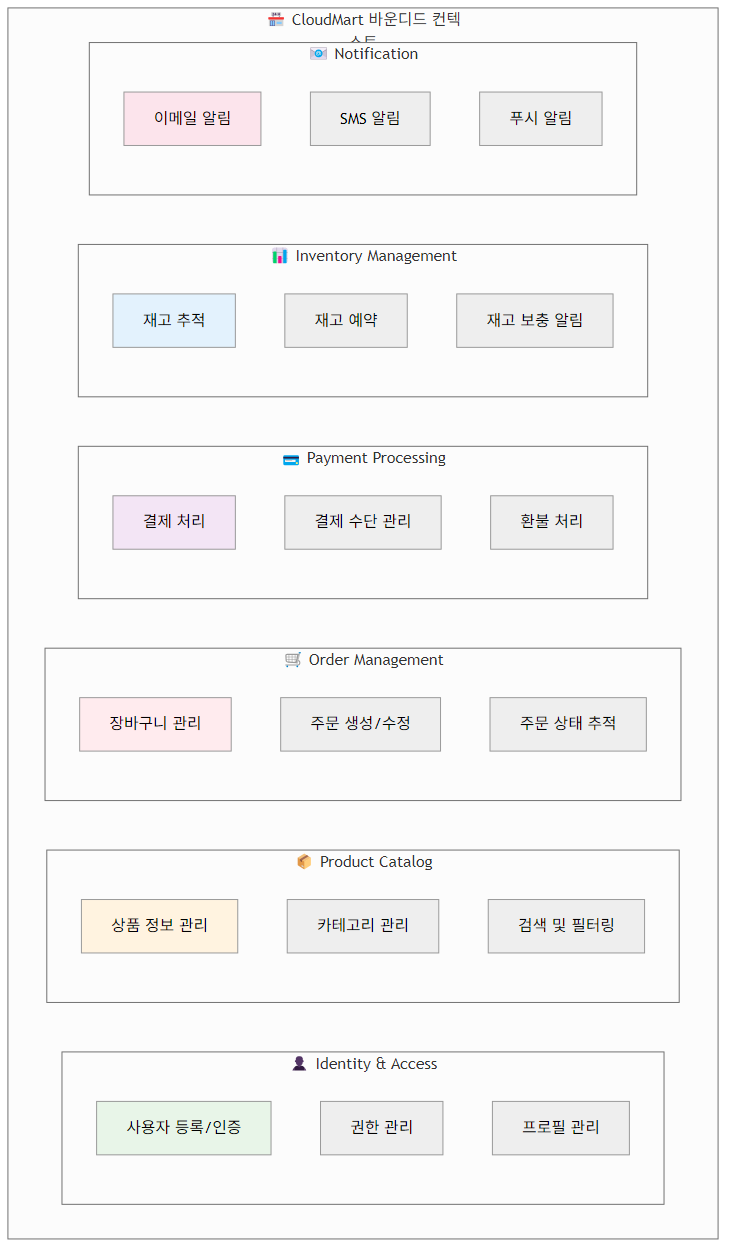 CloudMart 바운디드 컨텍
스트
Notification
이메일 알림
SMS 알림
푸시 알림
Inventory Management
재고 추적
재고 예약
재고 보충 알림
Payment Processing
결제 처리
결제 수단 관리
환불 처리
Order Management
장바구니 관리
주문 생성/수정
주문 상태 추적
Product Catalog
상품 정보 관리
카테고리 관리
검색 및 필터링
Identity & Access
사용자 등록/인증
권한 관리
프로필 관리